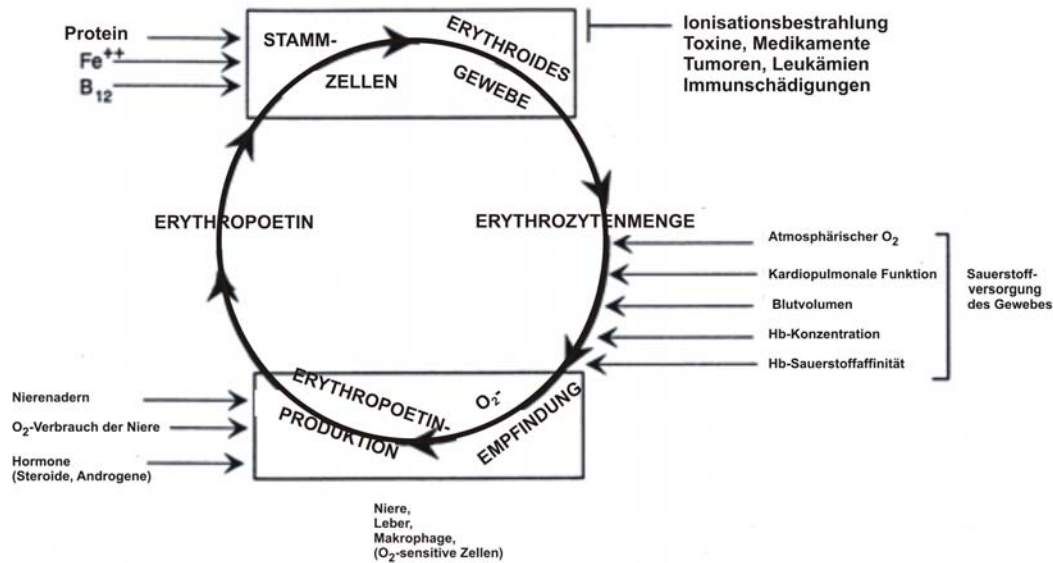 Protein
Fe++
B12
STAMM-
ZELLEN
ERYTHROIDES
GEWEBE
Ionisationsbestrahlung
Toxine, Medikamente
Tumoren, Leukämien
Immunschädigungen
ERYTHROPOETIN
ERYTHROZYTENMENGE
Atmosphärischer O2
Kardiopulmonale Funktion
Blutvolumen
Hb-Konzentration
Hb-Sauerstoffaffinität
Sauerstoff-
versorgung
des Gewebes
Nierenadern
O2-Verbrauch der Niere
Hormone
(Steroide, Androgene)
ERYTHROPOETIN-
PRODUKTION
O2-
EMPFINDUNG
Niere,
Leber,
Makrophage,
(O2-sensitive Zellen)